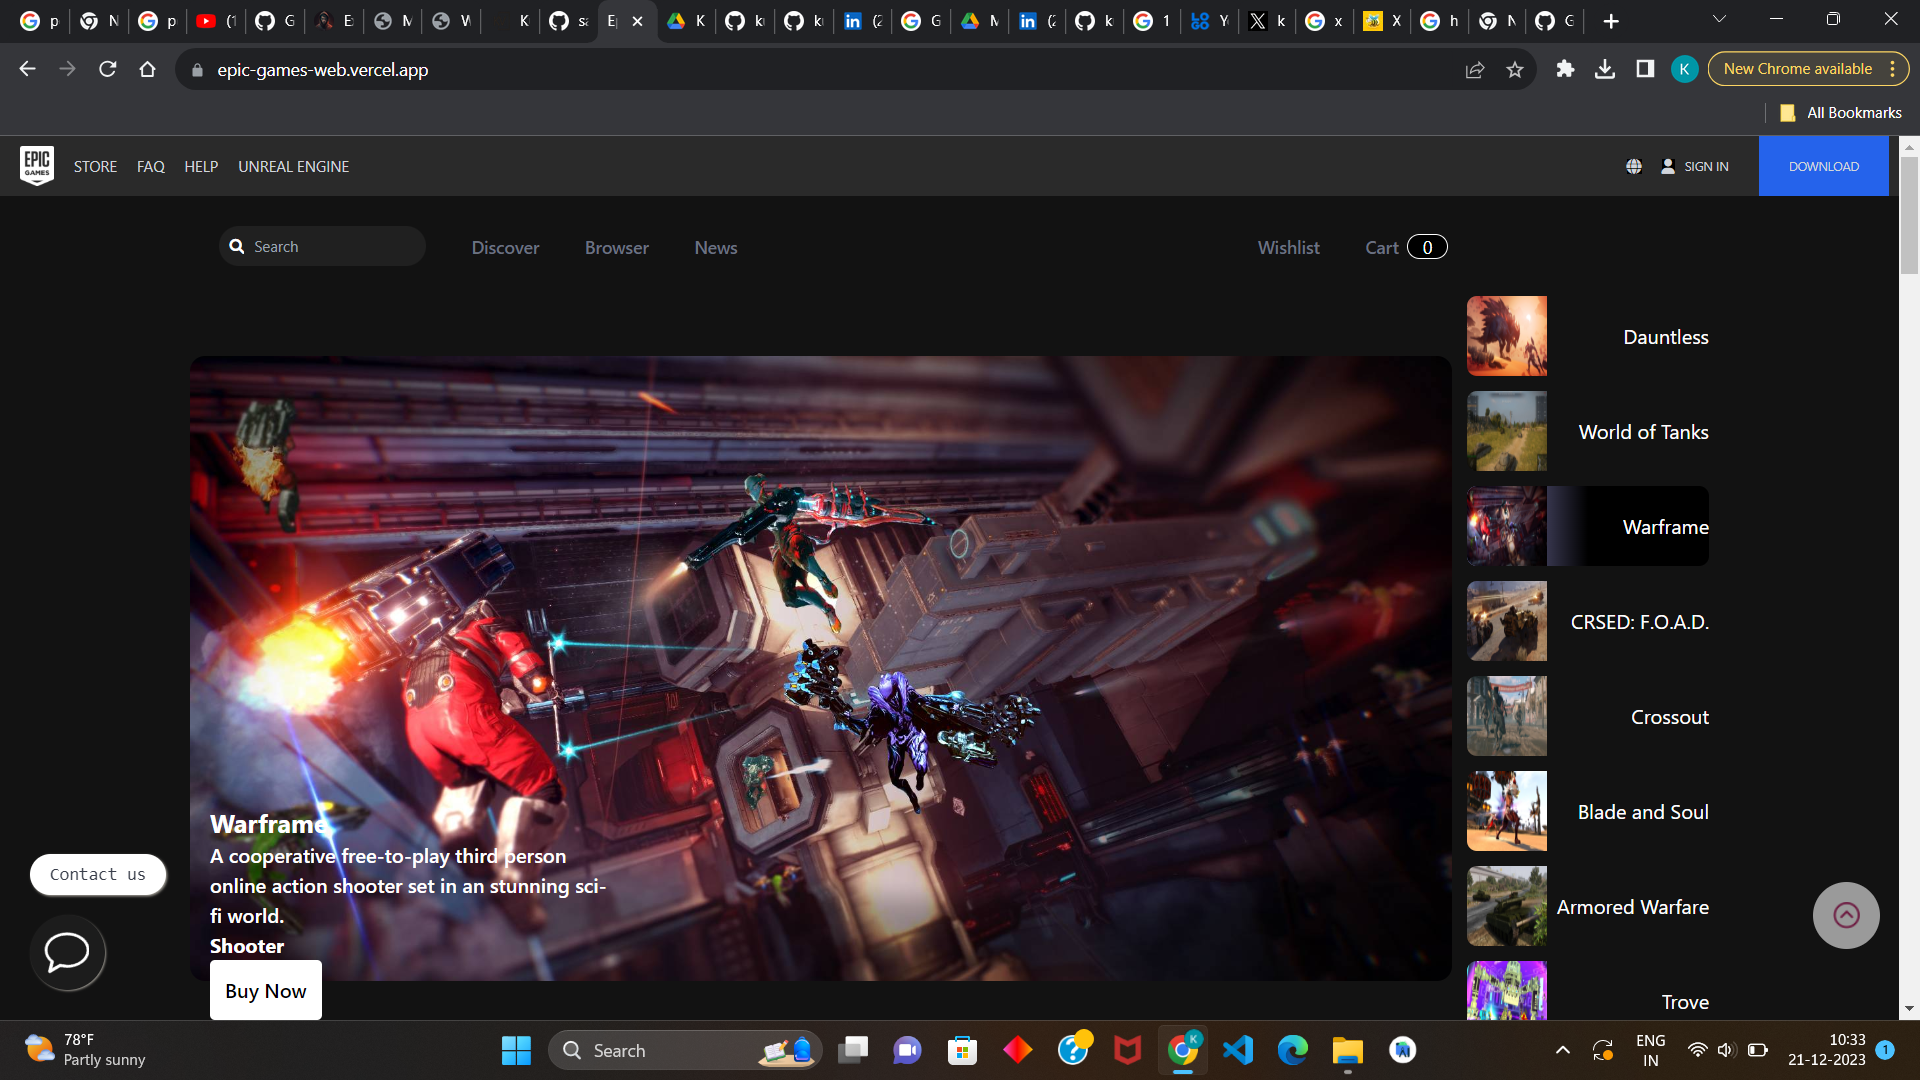 epic-games-web.vercel.app
New Chrome available
All Bookmarks
EPIC GAMES
STORE FAQ HELP UNREAL ENGINE
SIGN IN
DOWNLOAD
Search
Discover
Browser
News
Wishlist
Cart 0
Dauntless
World of Tanks
Warframe
CRSED: F.O.A.D.
Crossout
Blade and Soul
Armored Warfare
Trove
Warframe
A cooperative free-to-play third person
online action shooter set in an stunning sci-
fi world.
Shooter
Buy Now
Contact us
78°F
Partly sunny
Search
ENG
IN
10:33
21-12-2023
1